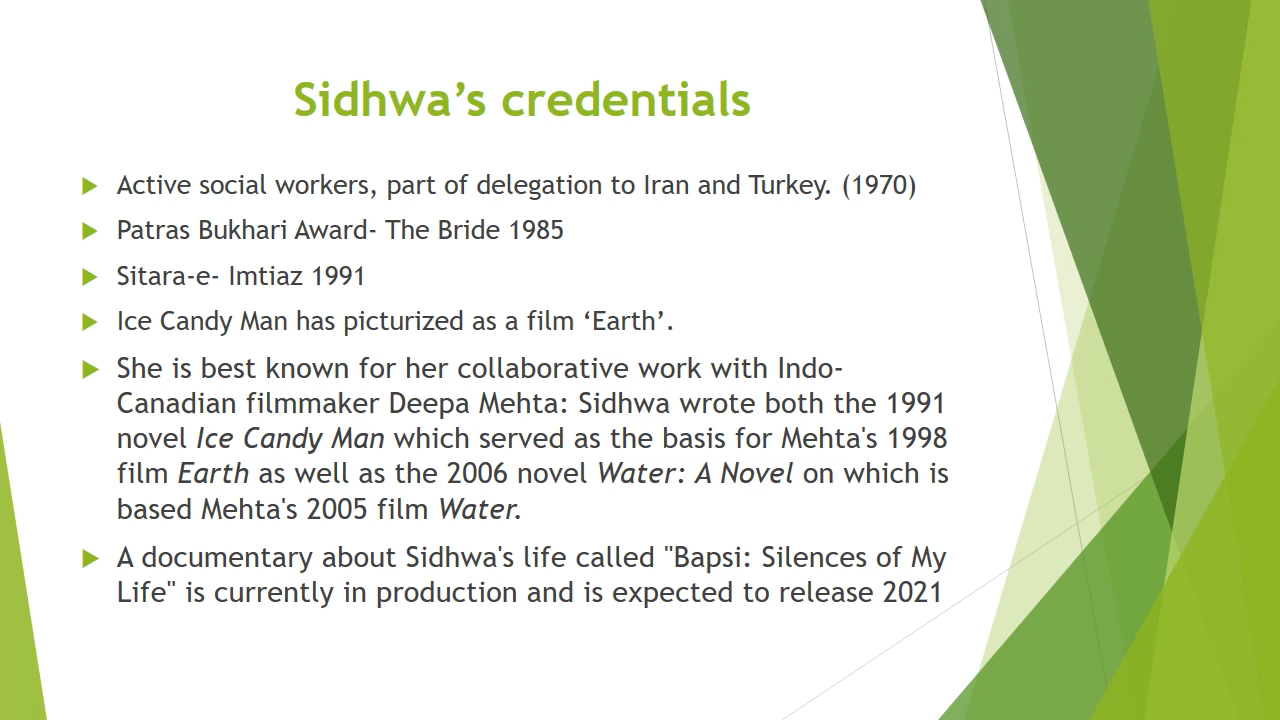 Sidhwa’s credentials
Active social workers, part of delegation to Iran and Turkey. (1970)
Patras Bukhari Award- The Bride 1985
Sitara-e- Imtiaz 1991
Ice Candy Man has picturized as a film ‘Earth’.
She is best known for her collaborative work with Indo-
Canadian filmmaker Deepa Mehta: Sidhwa wrote both the 1991
novel Ice Candy Man which served as the basis for Mehta's 1998
film Earth as well as the 2006 novel Water: A Novel on which is
based Mehta's 2005 film Water.
A documentary about Sidhwa's life called "Bapsi: Silences of My
Life" is currently in production and is expected to release 2021